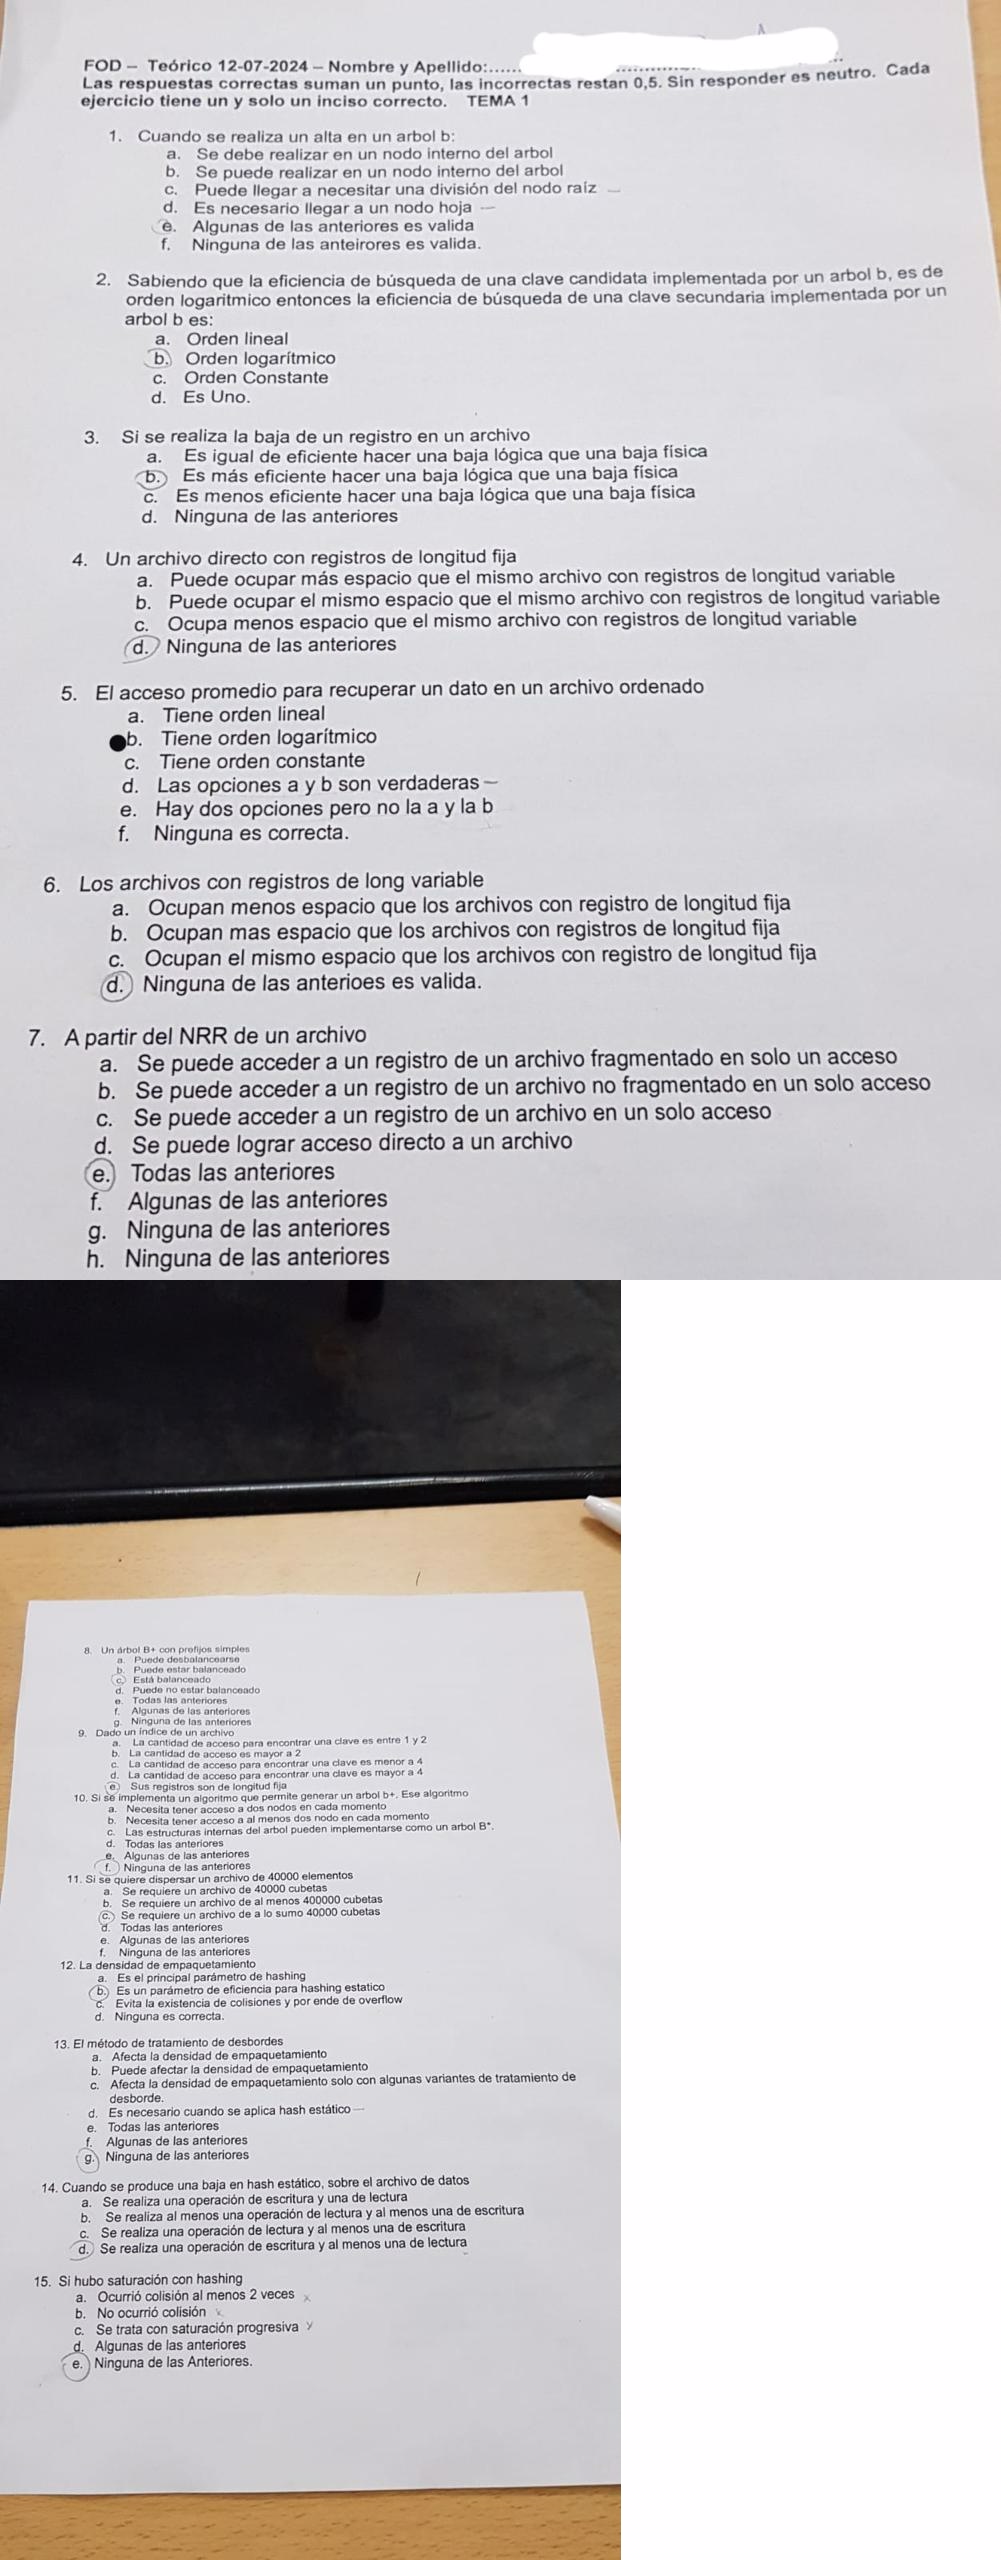 FOD – Teórico 12-07-2024 – Nombre y Apellido:......
Las respuestas correctas suman un punto, las incorrectas restan 0,5. Sin responder es neutro. Cada
ejercicio tiene un y solo un inciso correcto. TEMA 1
1. Cuando se realiza un alta en un arbol b:
a. Se debe realizar en un nodo interno del arbol
b. Se puede realizar en un nodo interno del arbol
c. Puede llegar a necesitar una división del nodo raíz
d. Es necesario llegar a un nodo hoja
e. Algunas de las anteriores es valida
f. Ninguna de las anteirores es valida.
2. Sabiendo que la eficiencia de búsqueda de una clave candidata implementada por un arbol b, es de
orden logaritmico entonces la eficiencia de búsqueda de una clave secundaria implementada por un
arbol b es:
a. Orden lineal
b. Orden logarítmico
c. Orden Constante
d. Es Uno.
3. Si se realiza la baja de un registro en un archivo
a. Es igual de eficiente hacer una baja lógica que una baja física
b. Es más eficiente hacer una baja lógica que una baja física
c. Es menos eficiente hacer una baja lógica que una baja física
d. Ninguna de las anteriores
4. Un archivo directo con registros de longitud fija
a. Puede ocupar más espacio que el mismo archivo con registros de longitud variable
b. Puede ocupar el mismo espacio que el mismo archivo con registros de longitud variable
c. Ocupa menos espacio que el mismo archivo con registros de longitud variable
d. Ninguna de las anteriores
5. El acceso promedio para recuperar un dato en un archivo ordenado
a. Tiene orden lineal
b. Tiene orden logarítmico
c. Tiene orden constante
d. Las opciones a y b son verdaderas
e. Hay dos opciones pero no la a y la b
f. Ninguna es correcta.
6. Los archivos con registros de long variable
a. Ocupan menos espacio que los archivos con registro de longitud fija
b. Ocupan mas espacio que los archivos con registros de longitud fija
c. Ocupan el mismo espacio que los archivos con registro de longitud fija
d. Ninguna de las anterioes es valida.
7. A partir del NRR de un archivo
a. Se puede acceder a un registro de un archivo fragmentado en solo un acceso
b. Se puede acceder a un registro de un archivo no fragmentado en un solo acceso
c. Se puede acceder a un registro de un archivo en un solo acceso
d. Se puede lograr acceso directo a un archivo
e. Todas las anteriores
f. Algunas de las anteriores
g. Ninguna de las anteriores
h. Ninguna de las anteriores
8. Un árbol B+ con prefijos simples
a. Puede desbalancearse
b. Puede estar balanceado
c. Está balanceado
d. Puede no estar balanceado
e. Todas las anteriores
f. Algunas de las anteriores
g. Ninguna de las anteriores
9. Dado un índice de un archivo
a. La cantidad de acceso para encontrar una clave es entre 1 y 2
b. La cantidad de acceso es mayor a 2
c. La cantidad de acceso para encontrar una clave es menor a 4
d. La cantidad de acceso para encontrar una clave es mayor a 4
e. Sus registros son de longitud fija
10. Si se implementa un algoritmo que permite generar un arbol b+. Ese algoritmo
a. Necesita tener acceso a dos nodos en cada momento
b. Necesita tener acceso a al menos dos nodo en cada momento
c. Las estructuras internas del arbol pueden implementarse como un arbol B*.
d. Todas las anteriores
e. Algunas de las anteriores
f. Ninguna de las anteriores
11. Si se quiere dispersar un archivo de 40000 elementos
a. Se requiere un archivo de 40000 cubetas
b. Se requiere un archivo de al menos 400000 cubetas
c. Se requiere un archivo de a lo sumo 40000 cubetas
d. Todas las anteriores
e. Algunas de las anteriores
f. Ninguna de las anteriores
12. La densidad de empaquetamiento
a. Es el principal parámetro de hashing
b. Es un parámetro de eficiencia para hashing estatico
c. Evita la existencia de colisiones y por ende de overflow
d. Ninguna es correcta.
13. El método de tratamiento de desbordes
a. Afecta la densidad de empaquetamiento
b. Puede afectar la densidad de empaquetamiento
c. Afecta la densidad de empaquetamiento solo con algunas variantes de tratamiento de
desborde.
d. Es necesario cuando se aplica hash estático
e. Todas las anteriores
f. Algunas de las anteriores
g. Ninguna de las anteriores
14. Cuando se produce una baja en hash estático, sobre el archivo de datos
a. Se realiza una operación de escritura y una de lectura
b. Se realiza al menos una operación de lectura y al menos una de escritura
c. Se realiza una operación de lectura y al menos una de escritura
d. Se realiza una operación de escritura y al menos una de lectura
15. Si hubo saturación con hashing
a. Ocurrió colisión al menos 2 veces x
b. No ocurrió colisión x
c. Se trata con saturación progresiva y
d. Algunas de las anteriores
e. Ninguna de las Anteriores.